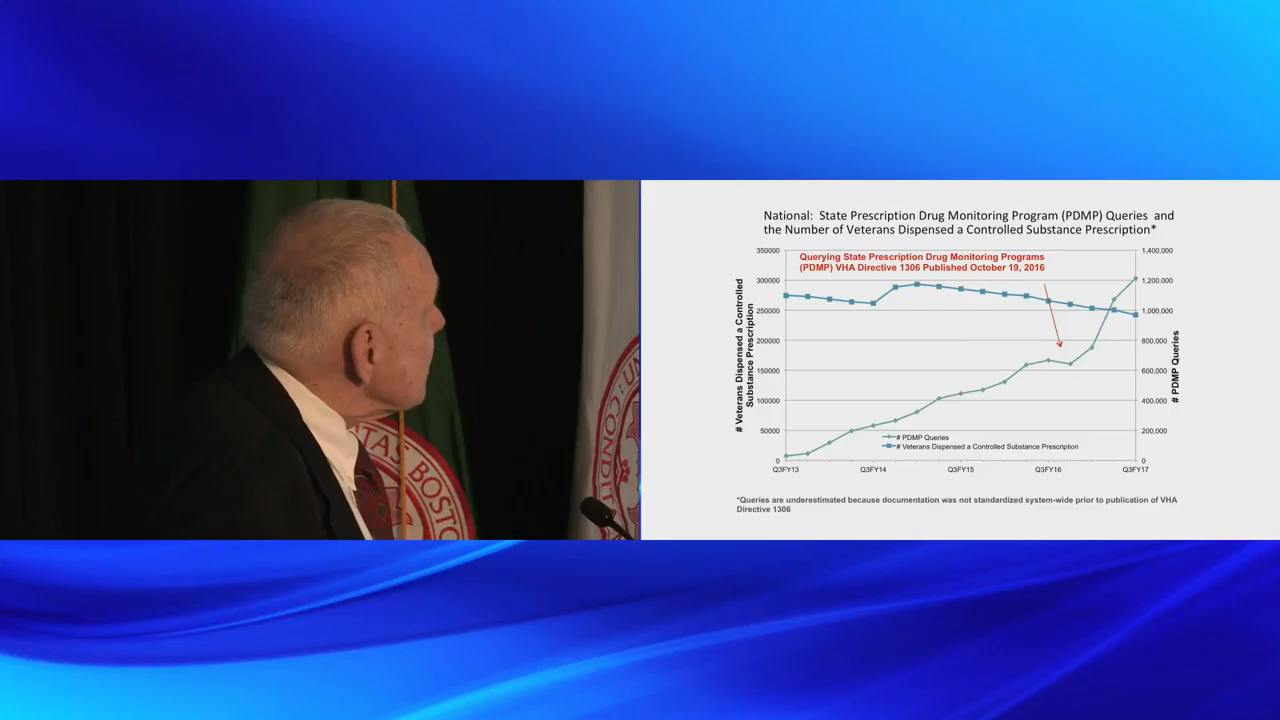 National:  State Prescription Drug Monitoring Program (PDMP) Queries  and
the Number of Veterans Dispensed a Controlled Substance Prescription*
Querying State Prescription Drug Monitoring Programs
(PDMP) VHA Directive 1306 Published October 19, 2016
# Veterans Dispensed a Controlled
Substance Prescription
350000
300000
250000
200000
150000
100000
50000
0
1,400,000
1,200,000
1,000,000
800,000
600,000
400,000
200,000
0
# PDMP Queries
# PDMP Queries
# Veterans Dispensed a Controlled Substance Prescription
Q3FY13
Q3FY14
Q3FY15
Q3FY16
Q3FY17
*Queries are underestimated because documentation was not standardized system-wide prior to publication of VHA
Directive 1306
TAS BOSTO
CONDIT